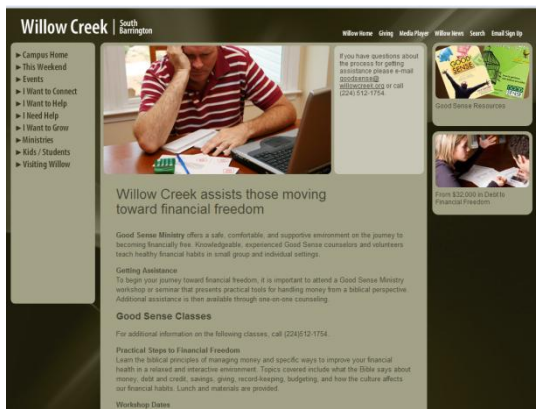 Willow Creek | South Barrington
Willow Home Giving Media Player Willow News Search Email Sign Up
Campus Home
This Weekend
Events
I Want to Connect
I Want to Help
I Need Help
I Want to Grow
Ministries
Kids / Students
Visiting Willow
If you have questions about
the process for getting
assistance please e-mail
goodsense@
willowcreek.org or call
(224) 512-1754.
GOOD SENSE
Good Sense Resources
From $32,000 in Debt to
Financial Freedom
Willow Creek assists those moving
toward financial freedom
Good Sense Ministry offers a safe, comfortable, and supportive environment on the journey to
becoming financially free. Knowledgeable, experienced Good Sense counselors and volunteers
teach healthy financial habits in small group and individual settings.
Getting Assistance
To begin your journey toward financial freedom, it is important to attend a Good Sense Ministry
workshop or seminar that presents practical tools for handling money from a biblical perspective.
Additional assistance is then available through one-on-one counseling.
Good Sense Classes
For additional information on the following classes, call (224)512-1754.
Practical Steps to Financial Freedom
Learn the biblical principles of managing money and specific ways to improve your financial
health in a relaxed and interactive environment. Topics covered include what the Bible says about
money, debt and credit, savings, giving, record-keeping, budgeting, and how the culture affects
our financial habits. Lunch and materials are provided.
Workshop Dates